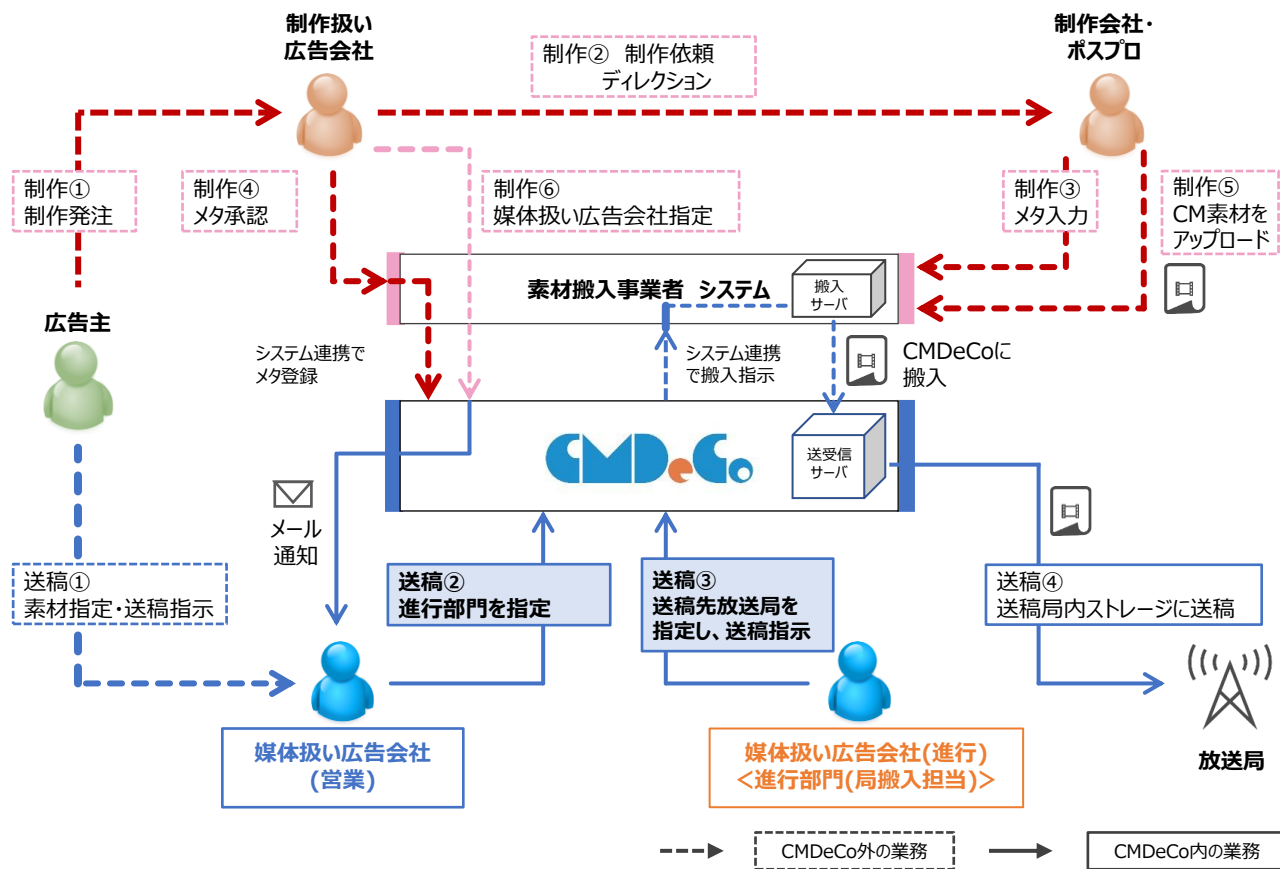 制作扱い
広告会社
制作会社・
ポスプロ
制作② 制作依頼
ディレクション
制作①
制作発注
制作④
メタ承認
制作⑥
媒体扱い広告会社指定
制作③
メタ入力
制作⑤
CM素材を
アップロード
素材搬入事業者 システム
搬入
サーバ
広告主
システム連携で
メタ登録
システム連携
で搬入指示
CMDeCoに
搬入
CMDeCo
送受信
サーバ
メール
通知
送稿①
素材指定・送稿指示
送稿②
進行部門を指定
送稿③
送稿先放送局を
指定し、送稿指示
送稿④
送稿局内ストレージに送稿
媒体扱い広告会社
(営業)
媒体扱い広告会社(進行)
<進行部門(局搬入担当)>
放送局
CMDeCo外の業務
CMDeCo内の業務